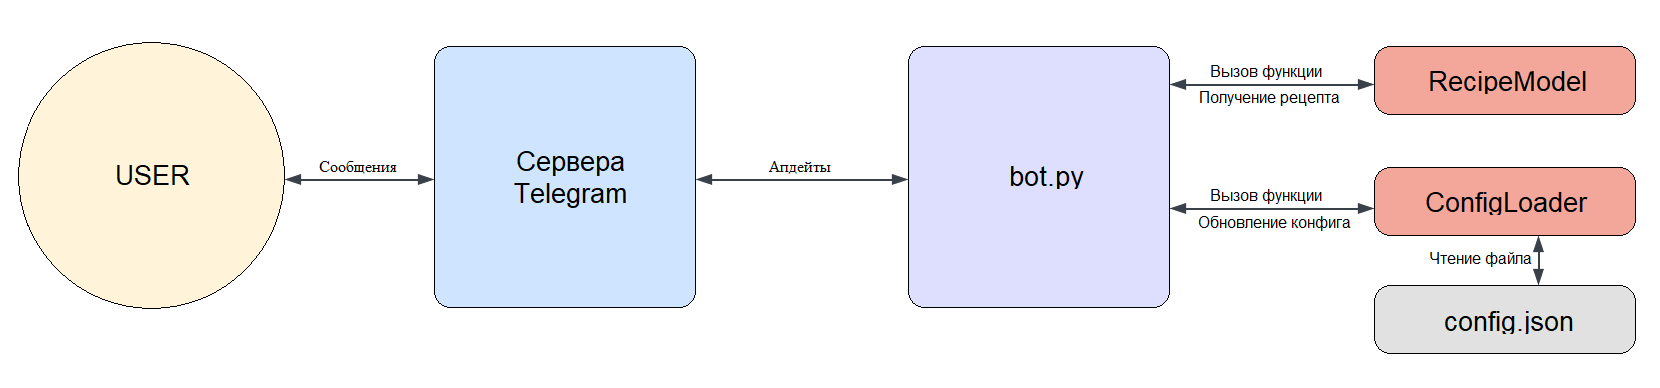 USER
Сообщения
Сервера
Telegram
Апдейты
bot.py
Вызов функции
Получение рецепта
RecipeModel
Вызов функции
Обновление конфига
ConfigLoader
Чтение файла
config.json